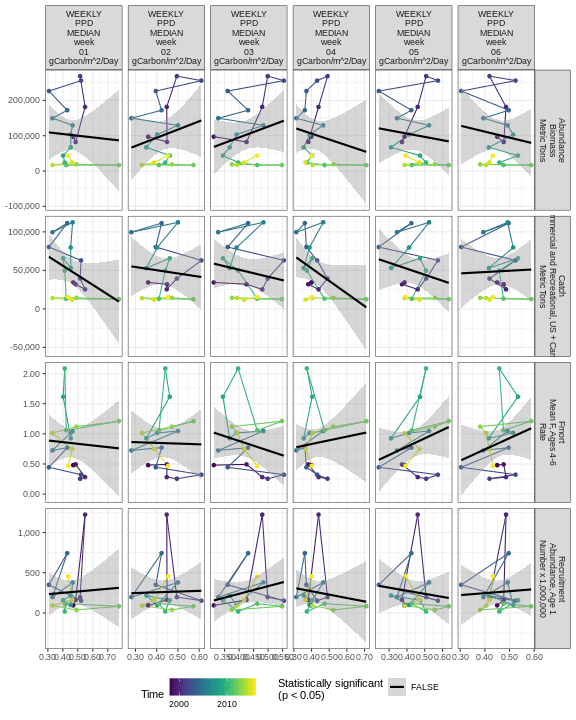 WEEKLY PPD MEDIAN week 01 gCarbon/m^2/Day
WEEKLY PPD MEDIAN week 02 gCarbon/m^2/Day
WEEKLY PPD MEDIAN week 03 gCarbon/m^2/Day
WEEKLY PPD MEDIAN week 04 gCarbon/m^2/Day
WEEKLY PPD MEDIAN week 05 gCarbon/m^2/Day
WEEKLY PPD MEDIAN week 06 gCarbon/m^2/Day
200,000
100,000
0
-100,000
Abundance
Biomass
Metric Tons
100,000
50,000
0
-50,000
Catch
mmercial and Recreational, US + Can
Metric Tons
2.00
1.50
1.00
0.50
0.00
Fmort
Mean F, Ages 4-6
Rate
1,000
500
0
Recruitment
Abundance, Age 1
Number x 1,000,000
0.30 0.40 0.50 0.60 0.70
0.30 0.40 0.50 0.60
0.30 0.40 0.50 0.60 0.70
0.30 0.40 0.50 0.60
0.30 0.40 0.50 0.60
Time
2000 2010
Statistically significant
(p < 0.05)
FALSE